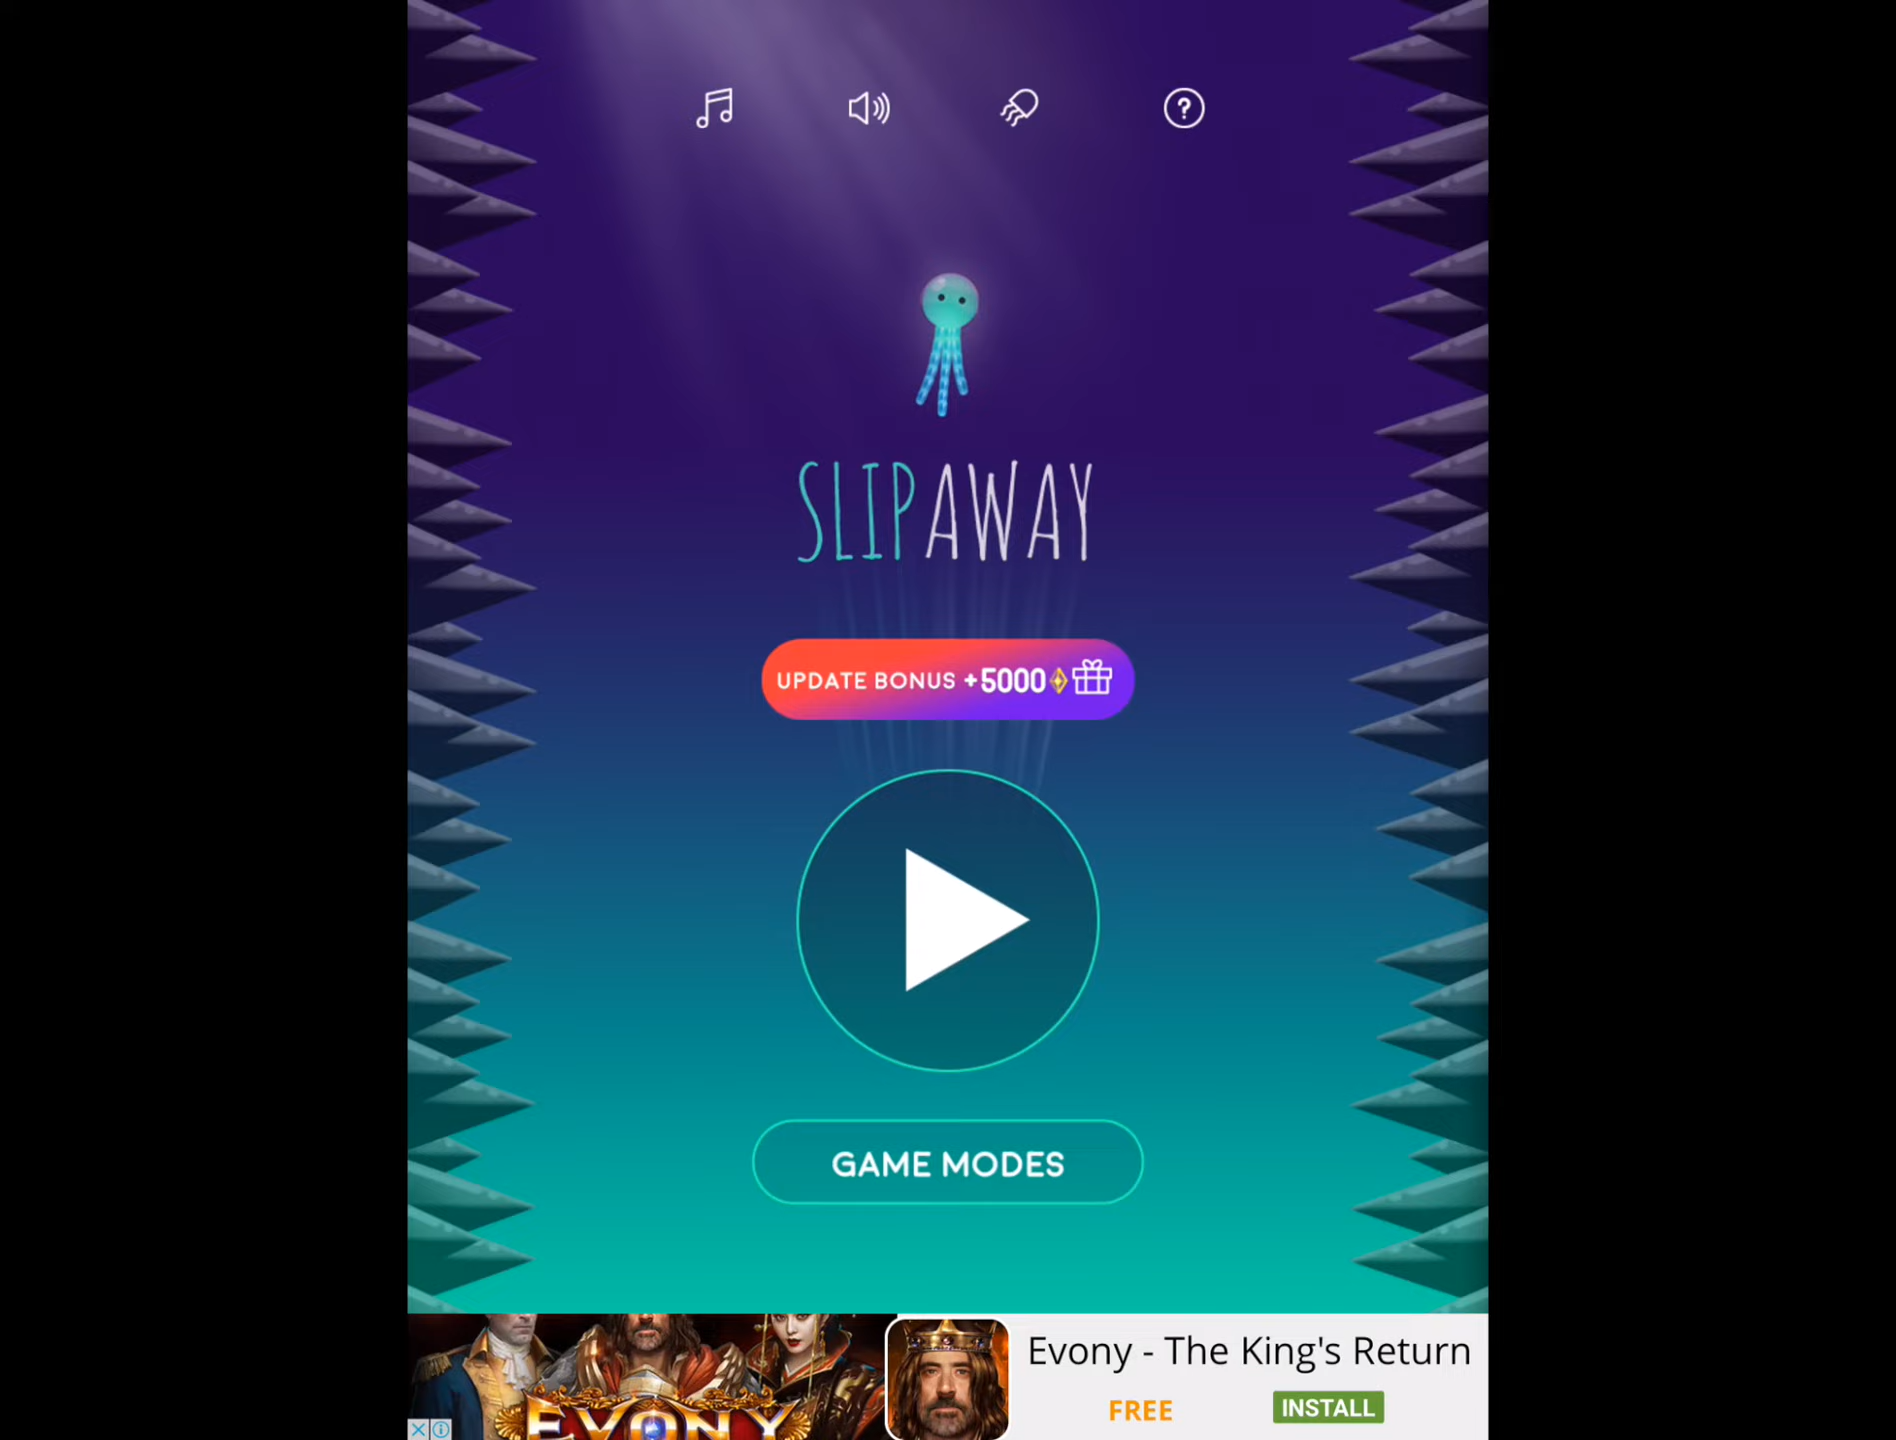 SLIPAWAY
UPDATE BONUS +5000
GAME MODES
EVONY
Evony - The King's Return
FREE
INSTALL